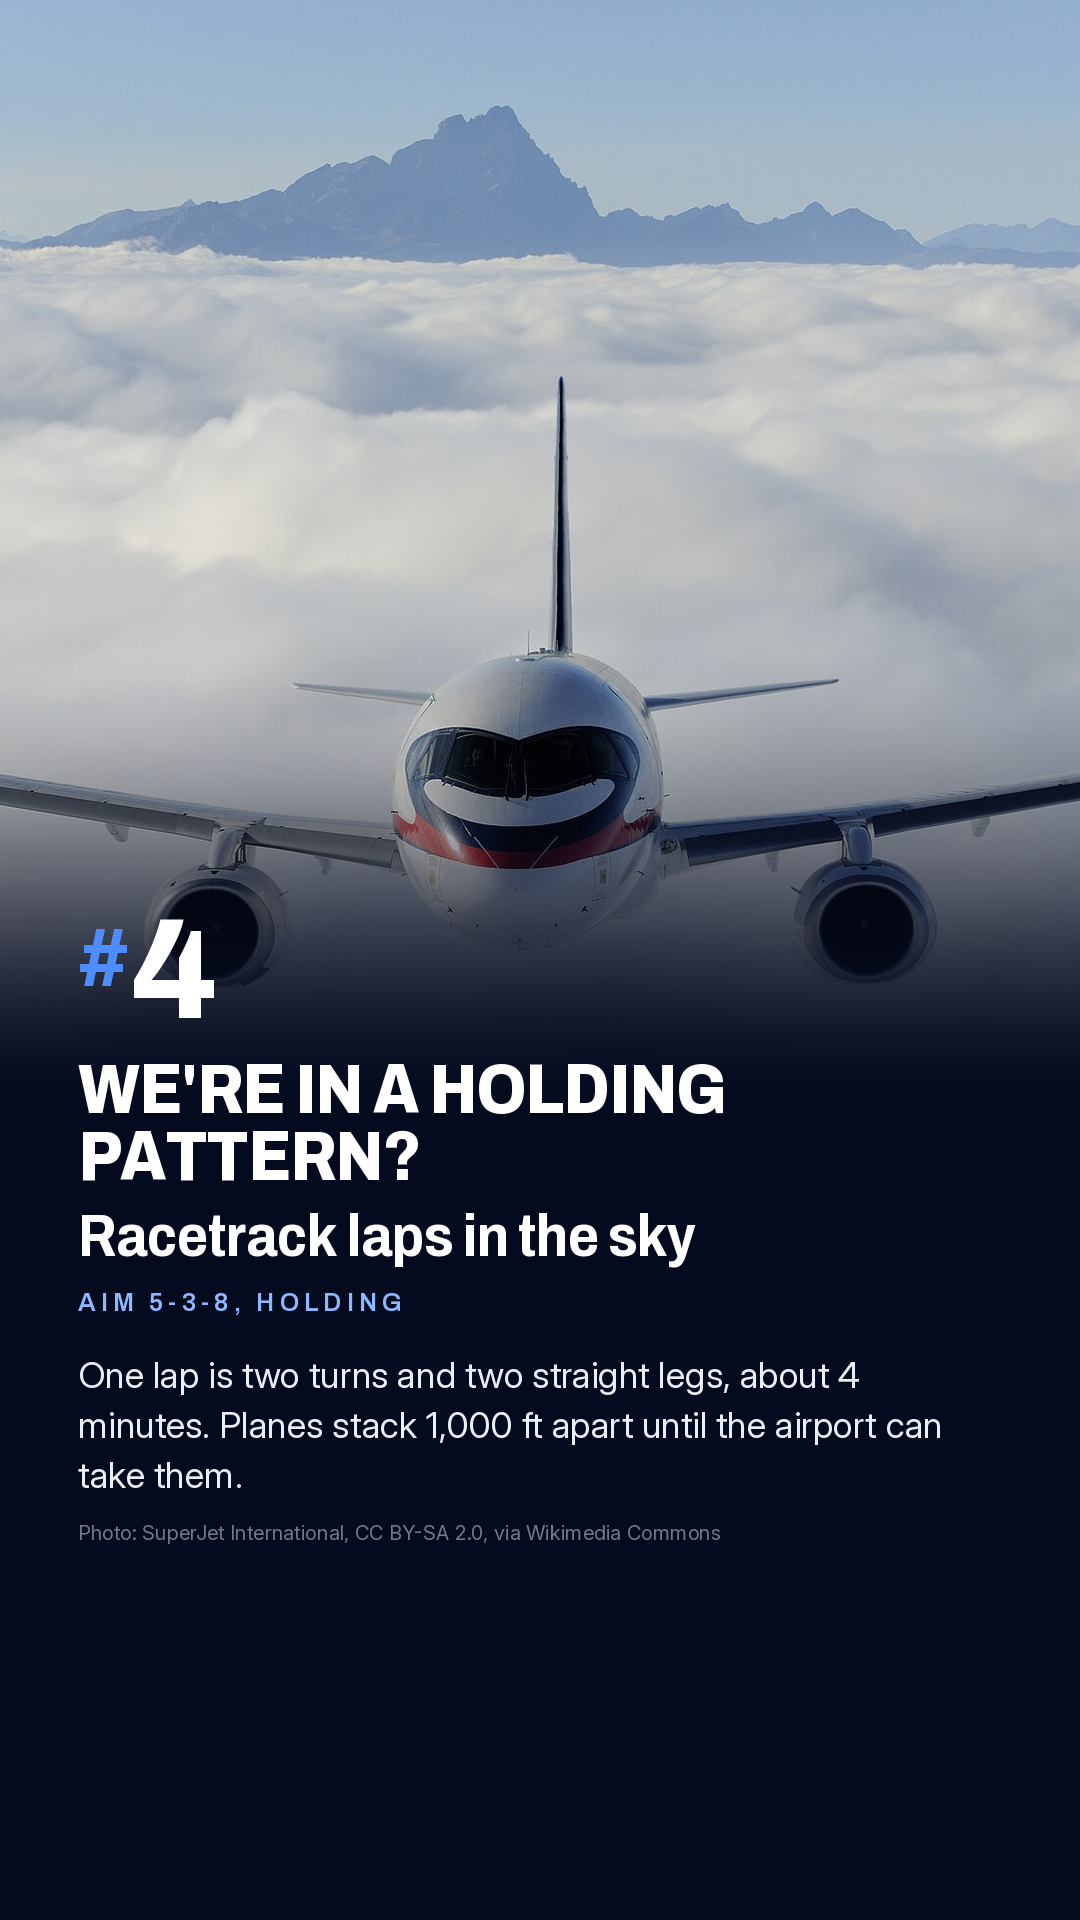 #4
WE'RE IN A HOLDING
PATTERN?
Racetrack laps in the sky
AIM 5-3-8, HOLDING
One lap is two turns and two straight legs, about 4
minutes. Planes stack 1,000 ft apart until the airport can
take them.
Photo: SuperJet International, CC BY-SA 2.0, via Wikimedia Commons